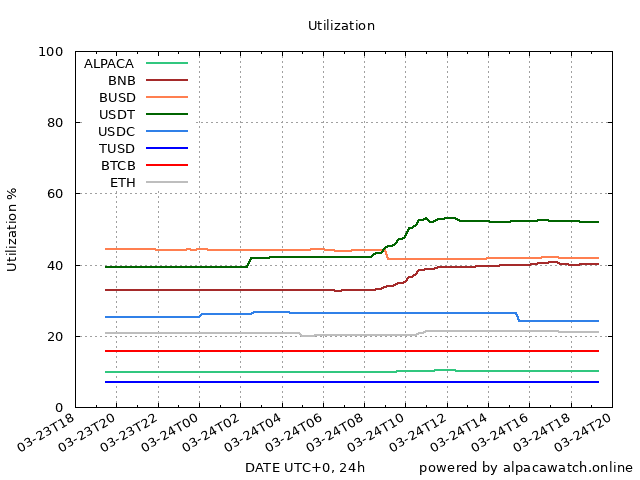 Utilization
100
80
60
40
20
0
Utilization %
ALPACA
BNB
BUSD
USDT
USDC
TUSD
BTCB
ETH
03-23T18
03-23T20
03-23T22
03-24T00
03-24T02
03-24T04
03-24T06
03-24T08
03-24T10
03-24T12
03-24T14
03-24T16
03-24T18
03-24T20
DATE UTC+0, 24h
powered by alpacawatch.online